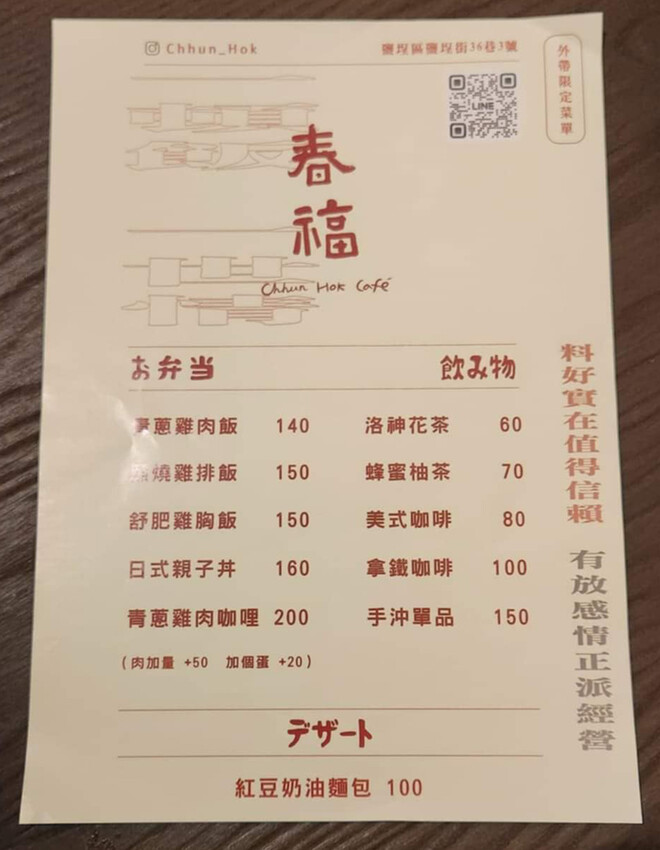 Chhun_Hok
鹽埕區鹽埕街36巷3號
外帶限定菜單
LINE
春福
Chhun Hok Café
お弁当
飲み物
蔥雞肉飯 140
洛神花茶 60
燒雞排飯 150
蜂蜜柚茶 70
舒肥雞胸飯 150
美式咖啡 80
日式親子丼 160
拿鐵咖啡 100
青蔥雞肉咖哩 200
手沖單品 150
(肉加量 +50 加個蛋 +20)
デザート
紅豆奶油麵包 100
料好實在值得信賴
有放感情正派經營